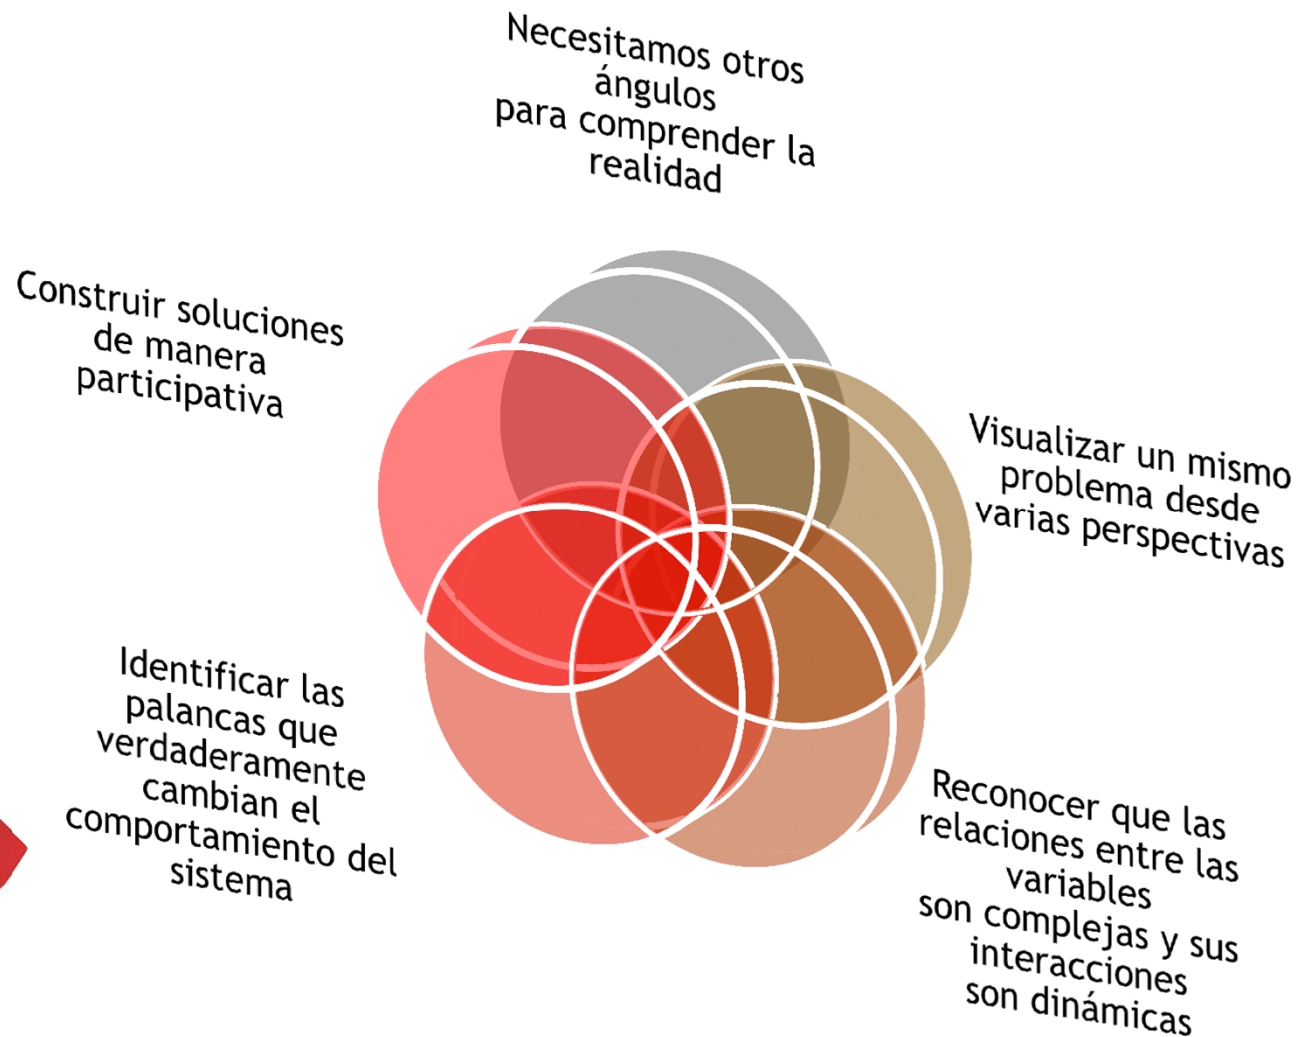 Necesitamos otros
ángulos
para comprender la
realidad
Visualizar un mismo
problema desde
varias perspectivas
Reconocer que las
relaciones entre las
variables
son complejas y sus
interacciones
son dinámicas
Identificar las
palancas que
verdaderamente
cambian el
comportamiento del
sistema
Construir soluciones
de manera
participativa